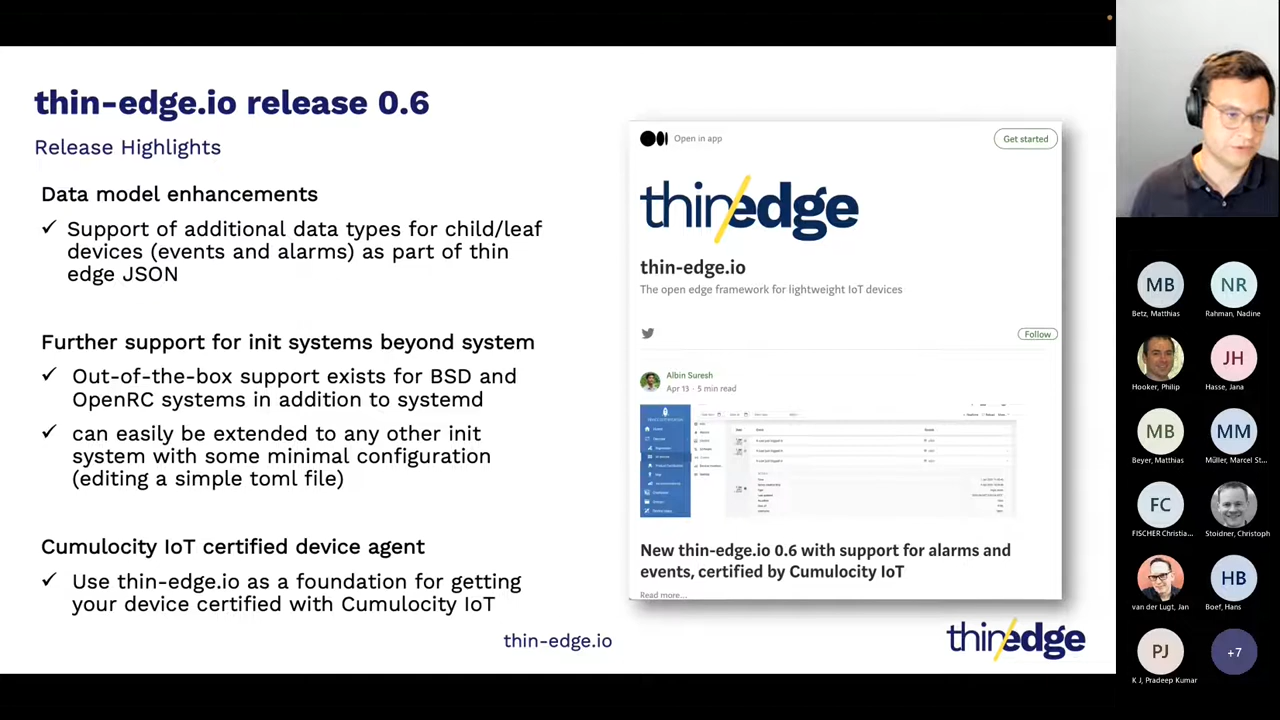 thin-edge.io release 0.6
Release Highlights
Data model enhancements
✓ Support of additional data types for child/leaf
devices (events and alarms) as part of thin
edge JSON
Further support for init systems beyond system
✓ Out-of-the-box support exists for BSD and
OpenRC systems in addition to systemd
✓ can easily be extended to any other init
system with some minimal configuration
(editing a simple toml file)
Cumulocity IoT certified device agent
✓ Use thin-edge.io as a foundation for getting
your device certified with Cumulocity IoT
thin-edge.io
Open in app
Get started
thin/edge
thin-edge.io
The open edge framework for lightweight IoT devices
Follow
Albin Suresh
Apr 13 · 5 min read
New thin-edge.io 0.6 with support for alarms and
events, certified by Cumulocity IoT
Read more...
thin/edge
MB
Betz, Matthias
NR
Rahman, Nadine
Hooker, Philip
JH
Hasse, Jana
MB
Beyer, Matthias
MM
Müller, Marcel St...
FC
FISCHER Christia...
Stoidner, Christoph
van der Lugt, Jan
HB
Boef, Hans
PJ
K J, Pradeep Kumar
+7